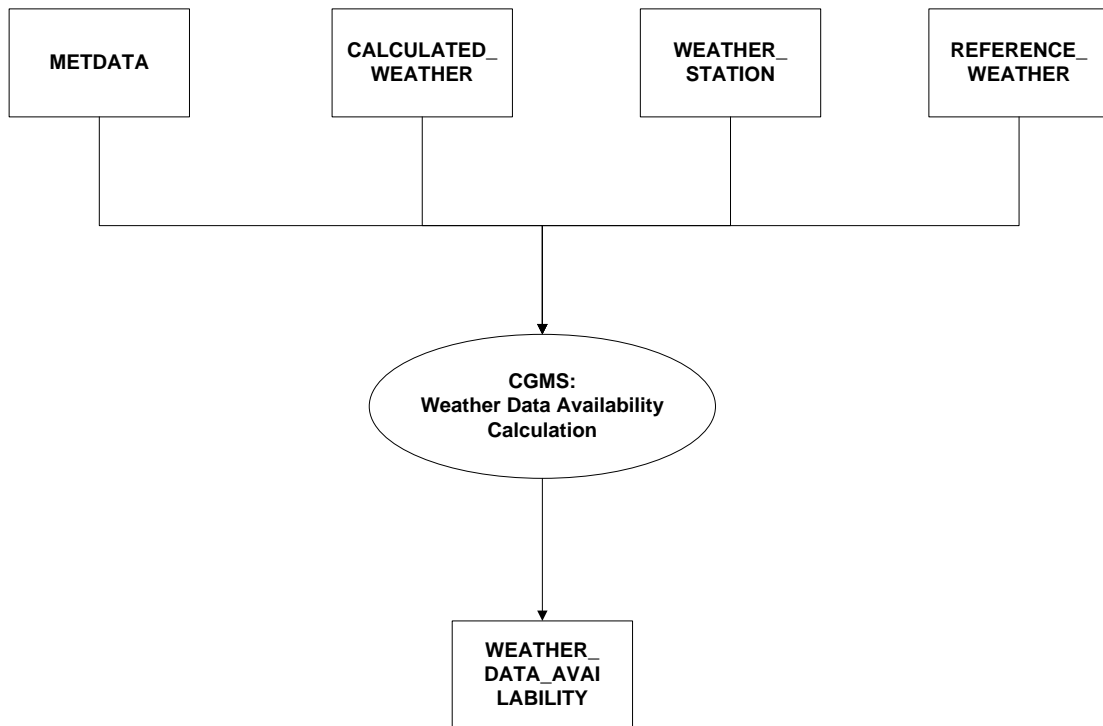 METDATA
CALCULATED_
WEATHER
WEATHER_
STATION
REFERENCE_
WEATHER
CGMS:
Weather Data Availability
Calculation
WEATHER_
DATA_AVAI
LABILITY